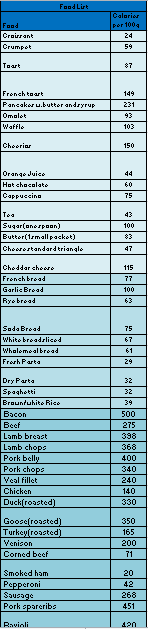 Food List
Calories
Food per 100g
Croissant 24
Crumpet 59
Toast 87
French toast 149
Pancakes w.butter and syrup 231
Omelet 93
Waffle 103
Cheerios 150
Orange Juice 44
Hot chocolate 60
Cappuccino 75
Tea 43
Sugar(one spoon) 100
Butter(1 small packet) 83
Cheese standard triangle 47
Cheddar cheese 115
French bread 77
Garlic Bread 100
Rye bread 63
Soda Bread 75
White bread sliced 67
Wholemeal bread 61
Fresh Pasta 29
Dry Pasta 32
Spaghetti 32
Brown/white Rice 39
Bacon 500
Beef 275
Lamb breast 398
Lamb chops 368
Pork belly 400
Pork chops 340
Veal fillet 240
Chicken 140
Duck(roasted) 330
Goose(roasted) 350
Turkey(roasted) 165
Venison 200
Corned beef 71
Smoked ham 20
Pepperoni 42
Sausage 268
Pork spareribs 451
Ravioli 420